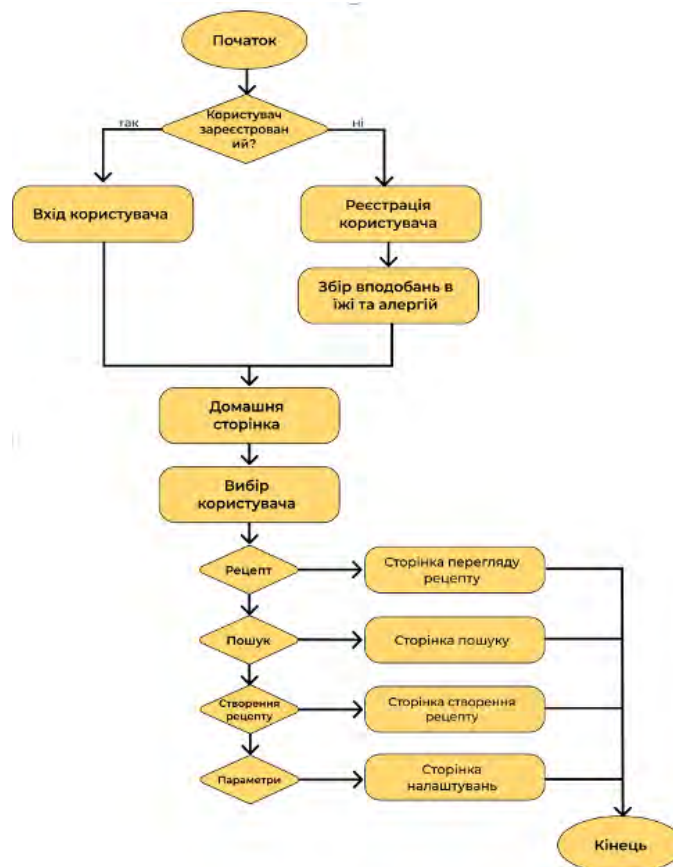 Початок
Користувач
зареєстрован
ий?
так
ні
Вхід користувача
Реєстрація
користувача
Збір вподобань в
їжі та алергій
Домашня
сторінка
Вибір
користувача
Рецепт
Сторінка перегляду
рецепту
Пошук
Сторінка пошуку
Створення
рецепту
Сторінка створення
рецепту
Параметри
Сторінка
налаштувань
Кінець